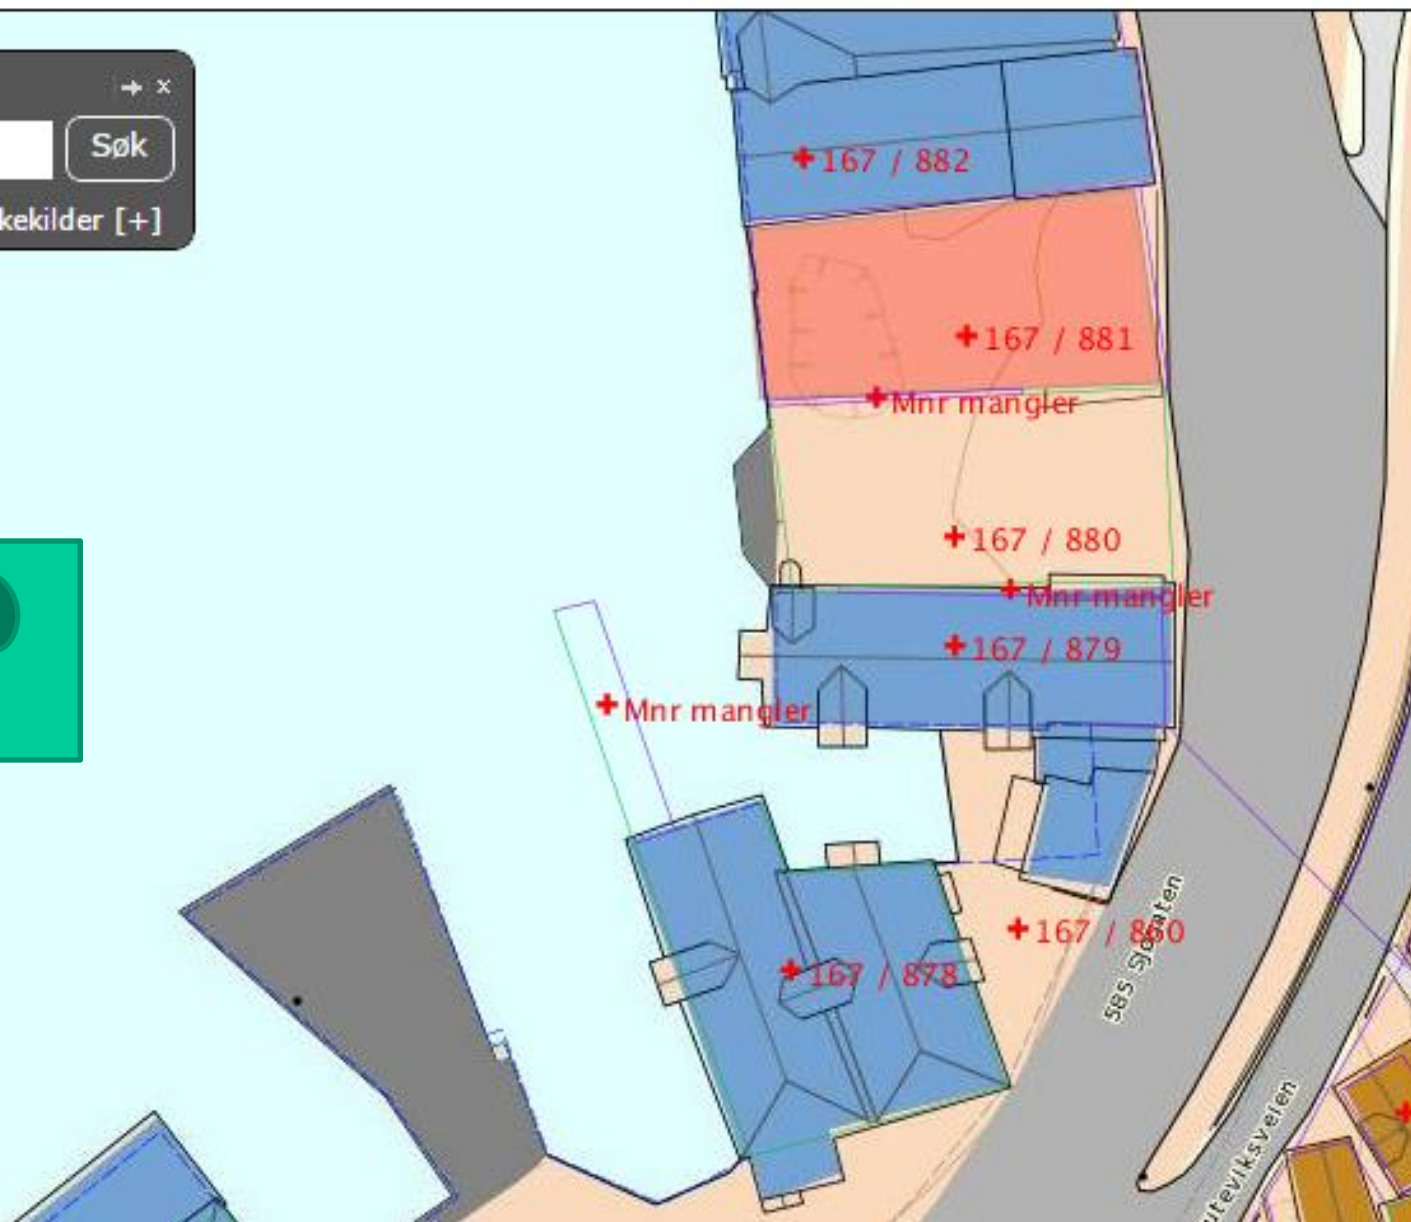 → x
Søk
kekilder [+]
167 / 882
167 / 881
Mnr mangler
167 / 880
Mnr mangler
167 / 879
Mnr mangler
167 / 860
167 / 878
585 Sjøgaten
uteviksveien